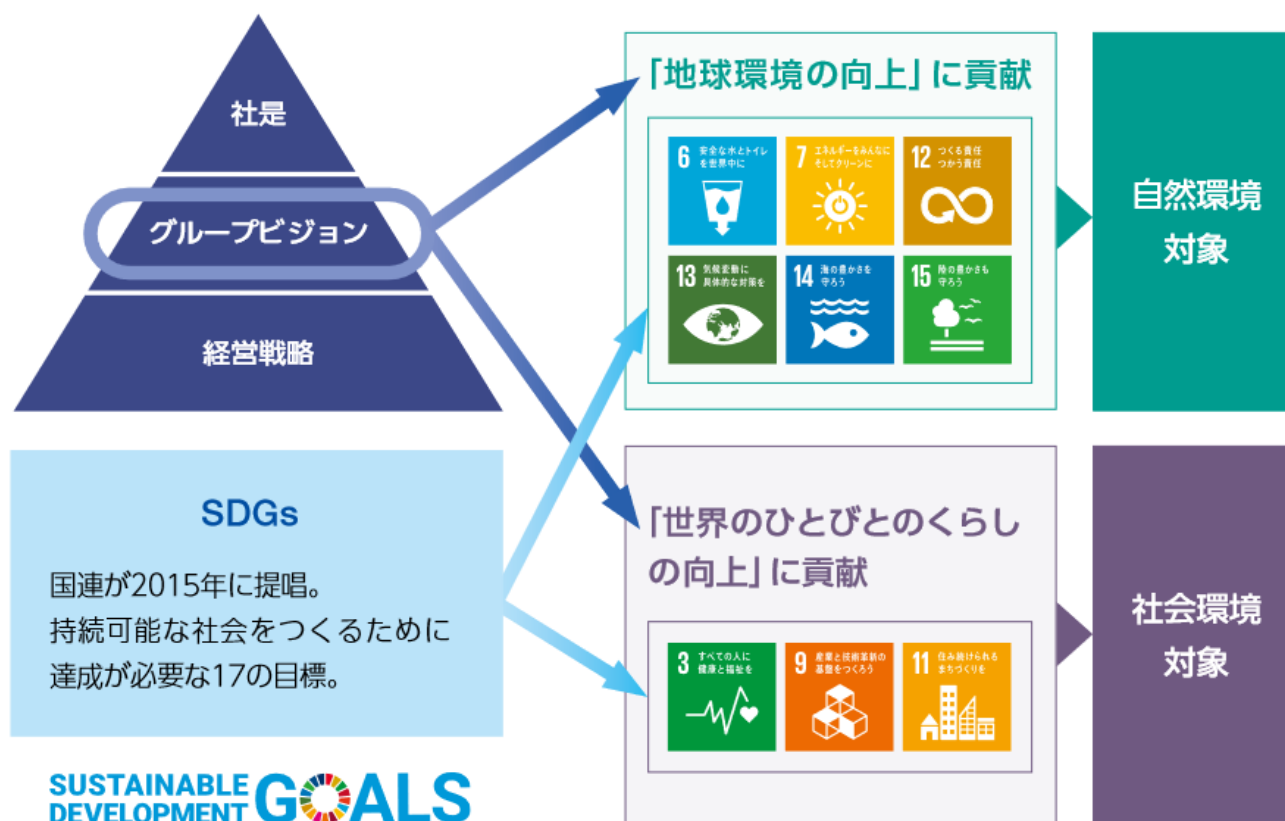 社是
グループビジョン
経営戦略
SDGs
国連が2015年に提唱。
持続可能な社会をつくるために
達成が必要な17の目標。
SUSTAINABLE
DEVELOPMENT
GOALS
「地球環境の向上」に貢献
6 安全な水とトイレ
を世界中に
7 エネルギーをみんなに
そしてクリーンに
12 つくる責任
つかう責任
13 気候変動に
具体的な対策を
14 海の豊かさを
守ろう
15 陸の豊かさも
守ろう
自然環境
対象
「世界のひとびとのくらし
の向上」に貢献
3 すべての人に
健康と福祉を
9 産業と技術革新の
基盤をつくろう
11 住み続けられる
まちづくりを
社会環境
対象